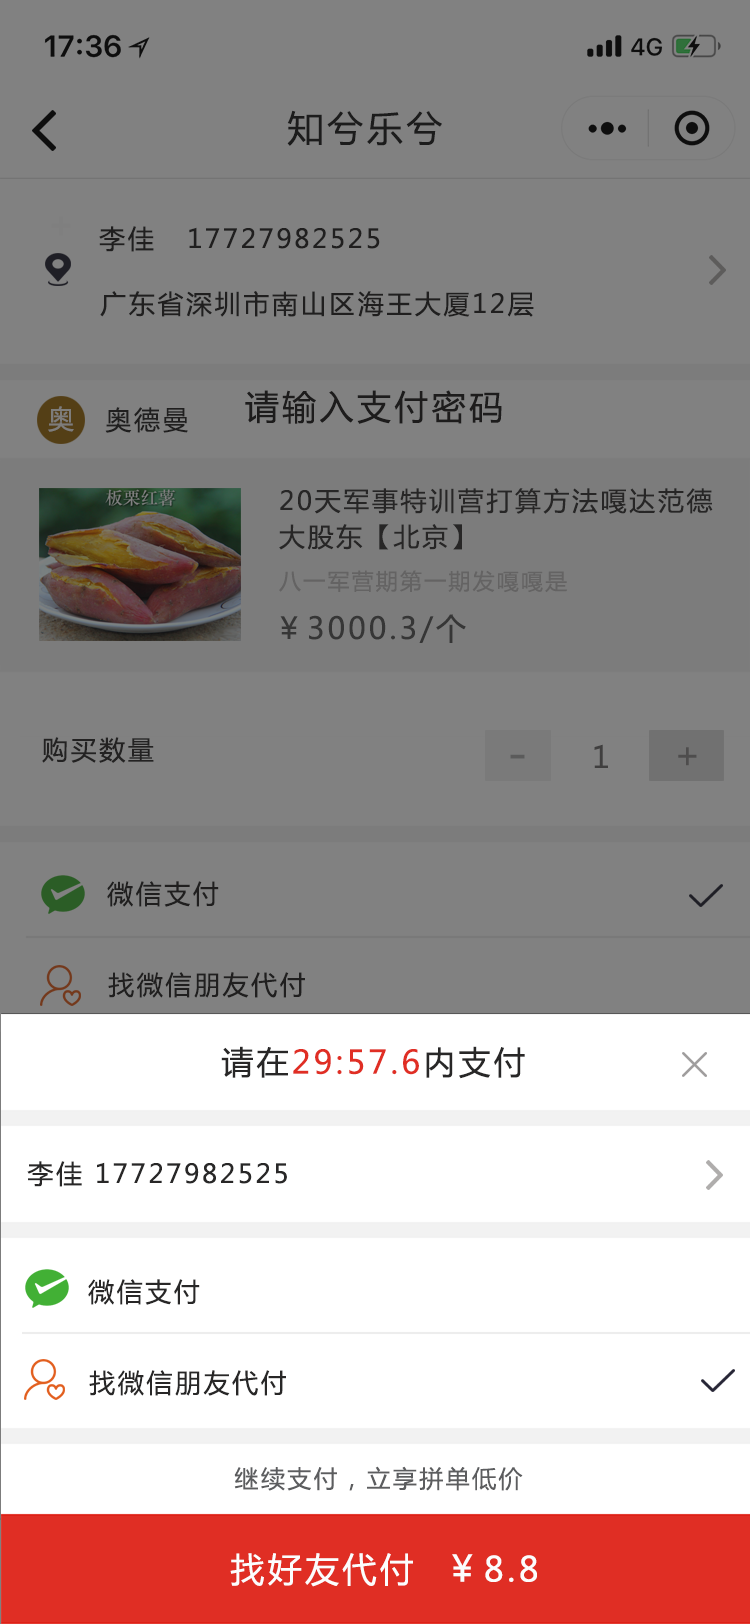 17:36
4G
知兮乐兮
李佳 17727982525
广东省深圳市南山区海王大厦12层
奥 奥德曼
请输入支付密码
板栗红薯
20天军事特训营打算方法嘎达范德
大股东【北京】
八一军营期第一期发嘎嘎是
¥3000.3/个
购买数量
- 1 +
微信支付
找微信朋友代付
请在29:57.6内支付
李佳 17727982525
微信支付
找微信朋友代付
继续支付，立享拼单低价
找好友代付 ¥8.8